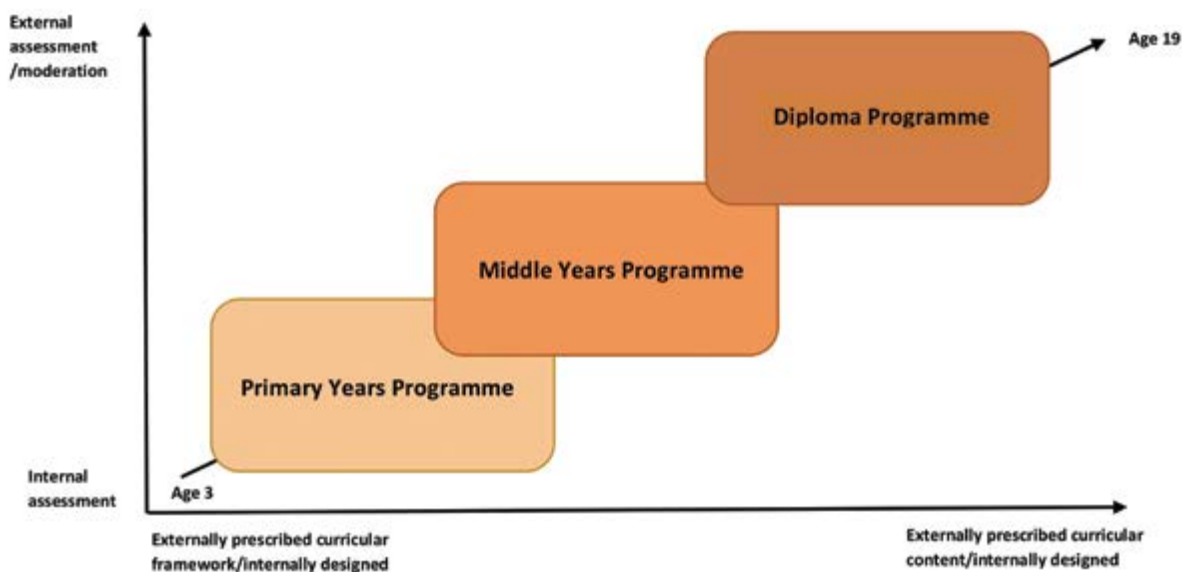 External
assessment
/moderation
Age 19
Diploma Programme
Middle Years Programme
Primary Years Programme
Internal
assessment
Age 3
Externally prescribed curricular
framework/internally designed
Externally prescribed curricular
content/internally designed